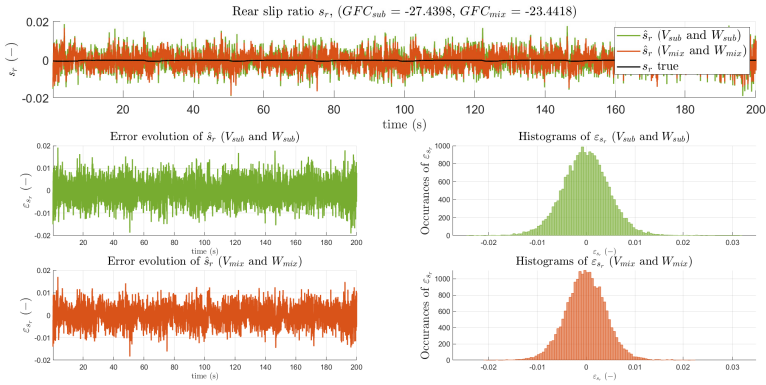 Rear slip ratio s_r, (GFC_sub = -27.4398, GFC_mix = -23.4418)
0.02
0
-0.02
s_r (−)
ŝ_r (V_sub and W_sub)
ŝ_r (V_mix and W_mix)
s_r true
20 40 60 80 100 120 140 160 180 200
time (s)
Error evolution of ŝ_r (V_sub and W_sub)
0.02
0.01
0
-0.01
-0.02
ε_s_r (−)
20 40 60 80 100 120 140 160 180 200
time (s)
Histograms of ε_s_r (V_sub and W_sub)
1000
800
600
400
200
0
Occurances of ε_s_r
-0.02 -0.01 0 0.01 0.02 0.03
ε_s_r (−)
Error evolution of ŝ_r (V_mix and W_mix)
0.02
0.01
0
-0.01
-0.02
ε_s_r (−)
20 40 60 80 100 120 140 160 180 200
time (s)
Histograms of ε_s_r (V_mix and W_mix)
1000
800
600
400
200
0
Occurances of ε_s_r
-0.02 -0.01 0 0.01 0.02 0.03
ε_s_r (−)